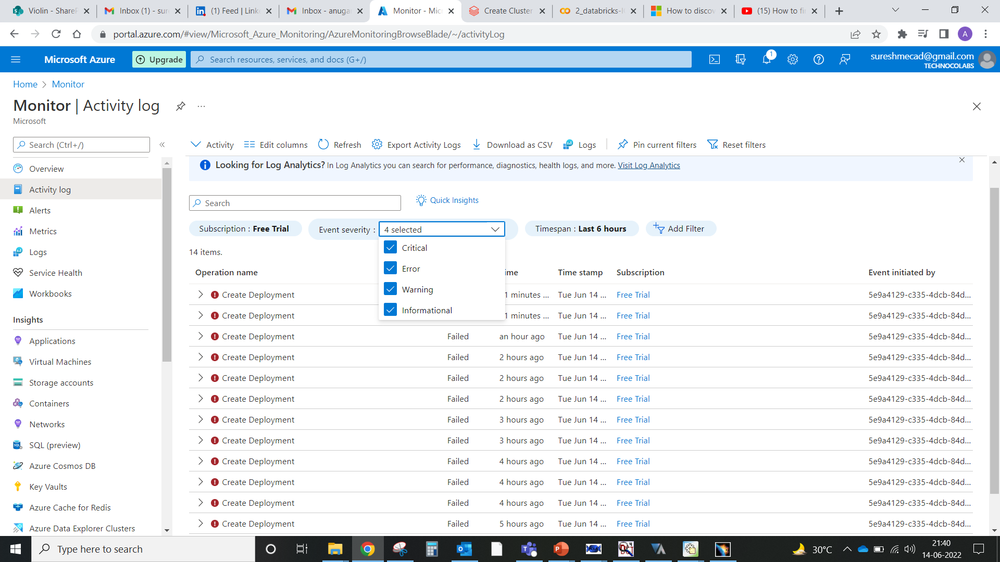 Violin - ShareP
Inbox (1) - sure
(1) Feed | Linke
Inbox - anugar
Monitor - Micr
Create Cluster
2_databricks-I
How to discov
(15) How to fin
portal.azure.com/#view/Microsoft_Azure_Monitoring/AzureMonitoringBrowseBlade/~/activityLog
A
Microsoft Azure
Upgrade
Search resources, services, and docs (G+/)
1
sureshmecad@gmail.com
TECHNOCOLABS
Home > Monitor
Monitor | Activity log
Microsoft
Search (Ctrl+/)
Overview
Activity log
Alerts
Metrics
Logs
Service Health
Workbooks
Insights
Applications
Virtual Machines
Storage accounts
Containers
Networks
SQL (preview)
Azure Cosmos DB
Key Vaults
Azure Cache for Redis
Azure Data Explorer Clusters
Activity Edit columns Refresh Export Activity Logs Download as CSV Logs Pin current filters Reset filters
Looking for Log Analytics? In Log Analytics you can search for performance, diagnostics, health logs, and more. Visit Log Analytics
Search
Quick Insights
Subscription : Free Trial
Event severity : 4 selected
Timespan : Last 6 hours
Add Filter
Critical
Error
Warning
Informational
14 items.
Operation name ime Time stamp Subscription Event initiated by
Create Deployment 1 minutes ... Tue Jun 14 ... Free Trial 5e9a4129-c335-4dcb-84d...
Create Deployment 1 minutes ... Tue Jun 14 ... Free Trial 5e9a4129-c335-4dcb-84d...
Create Deployment Failed an hour ago Tue Jun 14 ... Free Trial 5e9a4129-c335-4dcb-84d...
Create Deployment Failed 2 hours ago Tue Jun 14 ... Free Trial 5e9a4129-c335-4dcb-84d...
Create Deployment Failed 2 hours ago Tue Jun 14 ... Free Trial 5e9a4129-c335-4dcb-84d...
Create Deployment Failed 2 hours ago Tue Jun 14 ... Free Trial 5e9a4129-c335-4dcb-84d...
Create Deployment Failed 3 hours ago Tue Jun 14 ... Free Trial 5e9a4129-c335-4dcb-84d...
Create Deployment Failed 3 hours ago Tue Jun 14 ... Free Trial 5e9a4129-c335-4dcb-84d...
Create Deployment Failed 4 hours ago Tue Jun 14 ... Free Trial 5e9a4129-c335-4dcb-84d...
Create Deployment Failed 4 hours ago Tue Jun 14 ... Free Trial 5e9a4129-c335-4dcb-84d...
Create Deployment Failed 4 hours ago Tue Jun 14 ... Free Trial 5e9a4129-c335-4dcb-84d...
Create Deployment Failed 5 hours ago Tue Jun 14 ... Free Trial 5e9a4129-c335-4dcb-84d...
Type here to search
30°C
21:40
14-06-2022